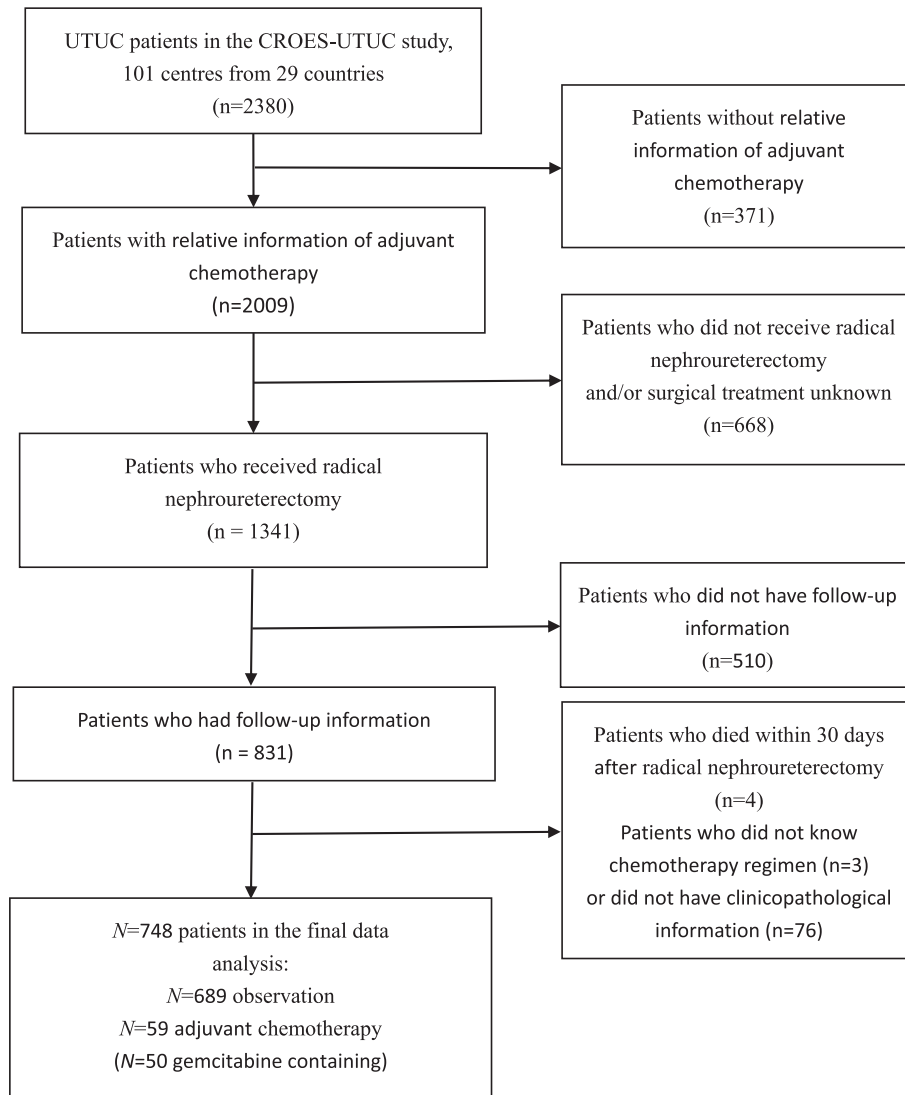 UTUC patients in the CROES-UTUC study,
101 centres from 29 countries
(n=2380)
Patients without relative
information of adjuvant
chemotherapy
(n=371)
Patients with relative information of adjuvant
chemotherapy
(n=2009)
Patients who did not receive radical
nephroureterectomy
and/or surgical treatment unknown
(n=668)
Patients who received radical
nephroureterectomy
(n = 1341)
Patients who did not have follow-up
information
(n=510)
Patients who had follow-up information
(n = 831)
Patients who died within 30 days
after radical nephroureterectomy
(n=4)
Patients who did not know
chemotherapy regimen (n=3)
or did not have clinicopathological
information (n=76)
N=748 patients in the final data
analysis:
N=689 observation
N=59 adjuvant chemotherapy
(N=50 gemcitabine containing)